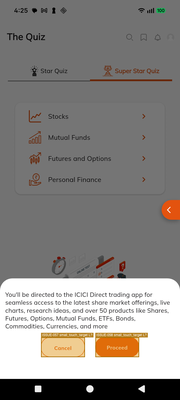 4:25
100
The Quiz
Star Quiz
Super Star Quiz
Stocks
Mutual Funds
Futures and Options
Personal Finance
You'll be directed to the ICICI Direct trading app for
seamless access to the latest share market offerings, live
charts, research ideas, and over 50 products like Shares,
Futures, Options, Mutual Funds, ETFs, Bonds,
Commodities, Currencies, and more
Cancel
Proceed